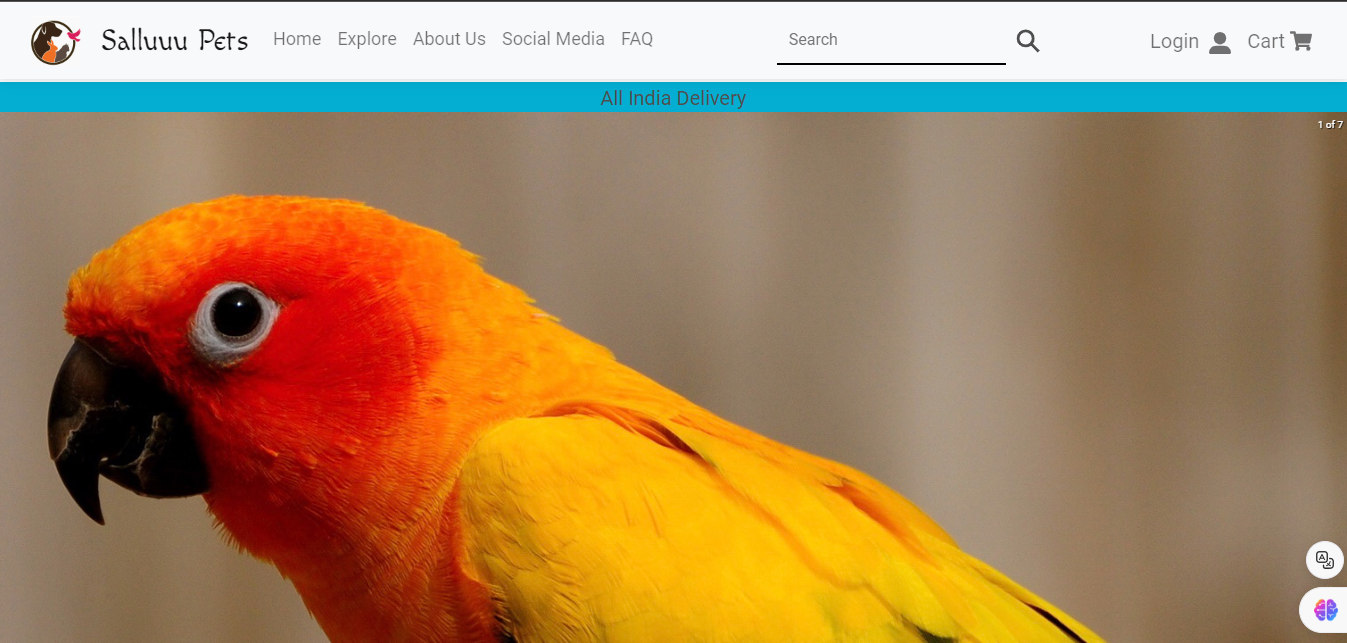 Salluuu Pets Home Explore About Us Social Media FAQ Search Login Cart
All India Delivery
1 of 7